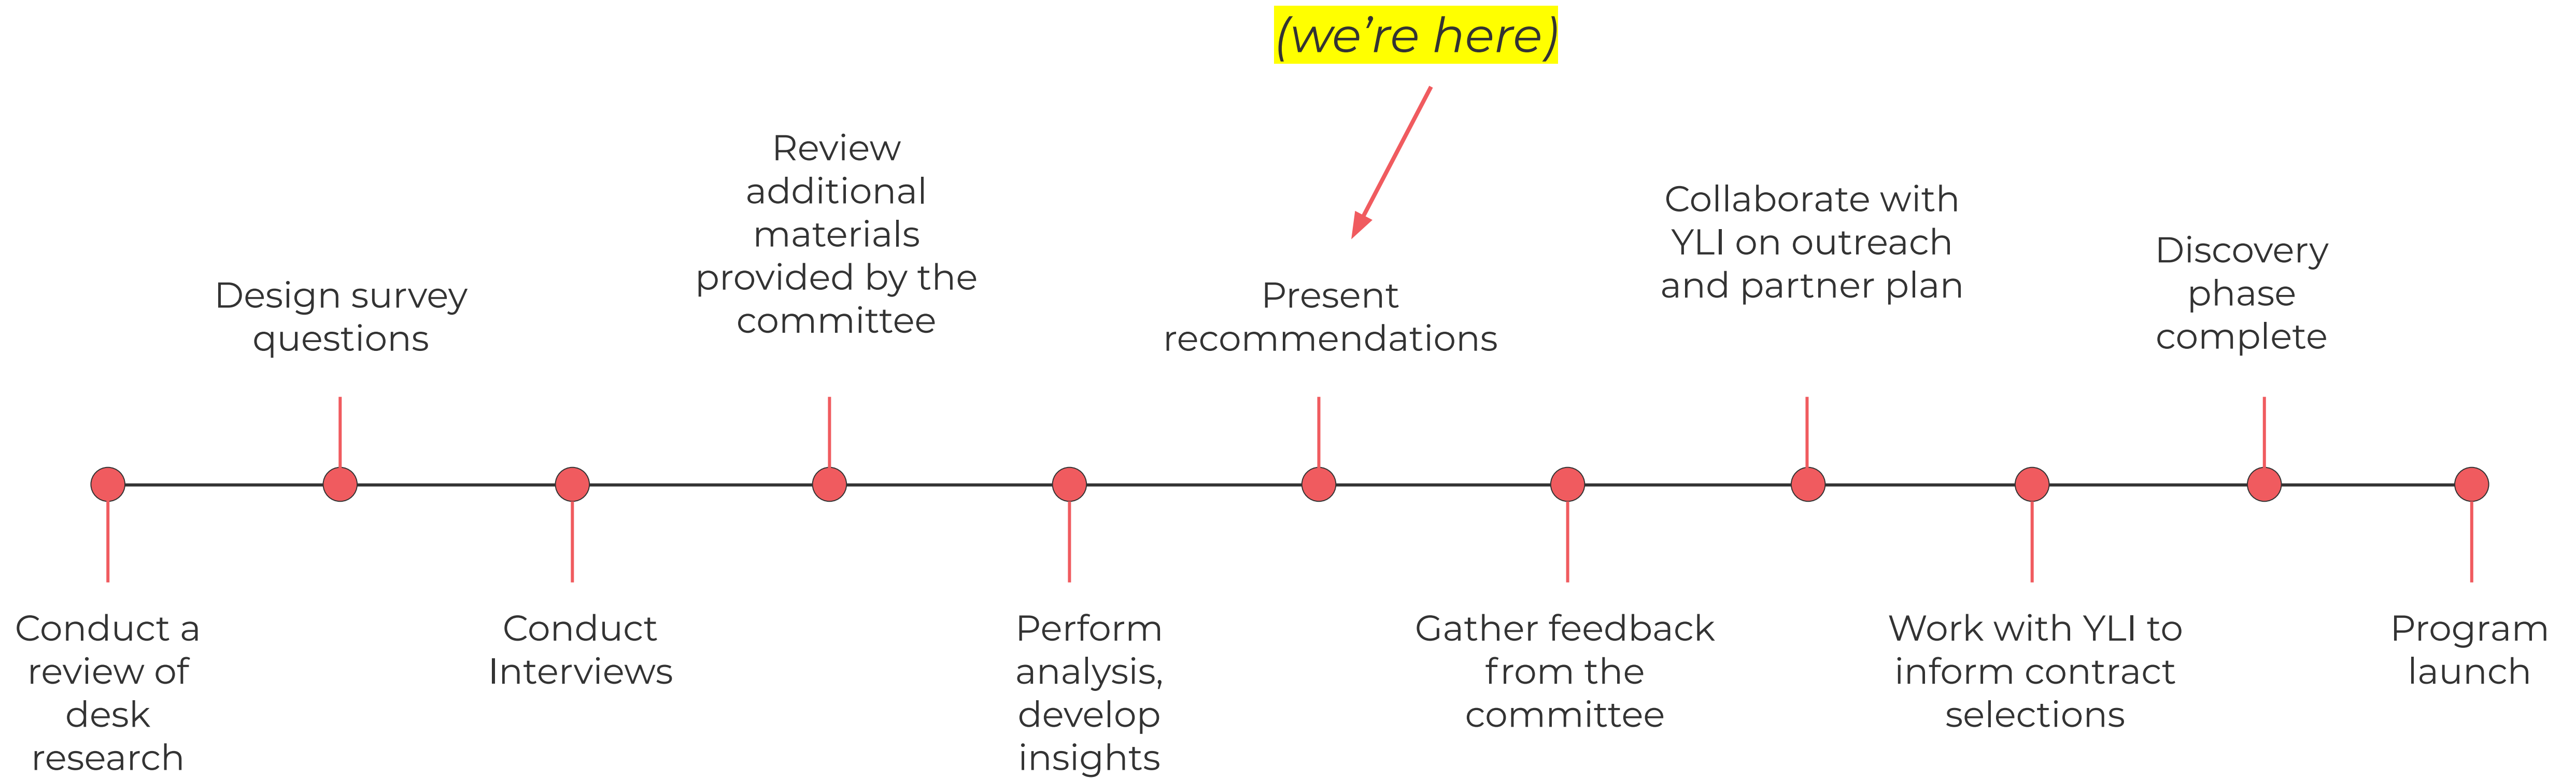 (we’re here)
Conduct a
review of
desk
research
Design survey
questions
Conduct
Interviews
Review
additional
materials
provided by the
committee
Perform
analysis,
develop
insights
Present
recommendations
Gather feedback
from the
committee
Collaborate with
YLI on outreach
and partner plan
Work with YLI to
inform contract
selections
Discovery
phase
complete
Program
launch